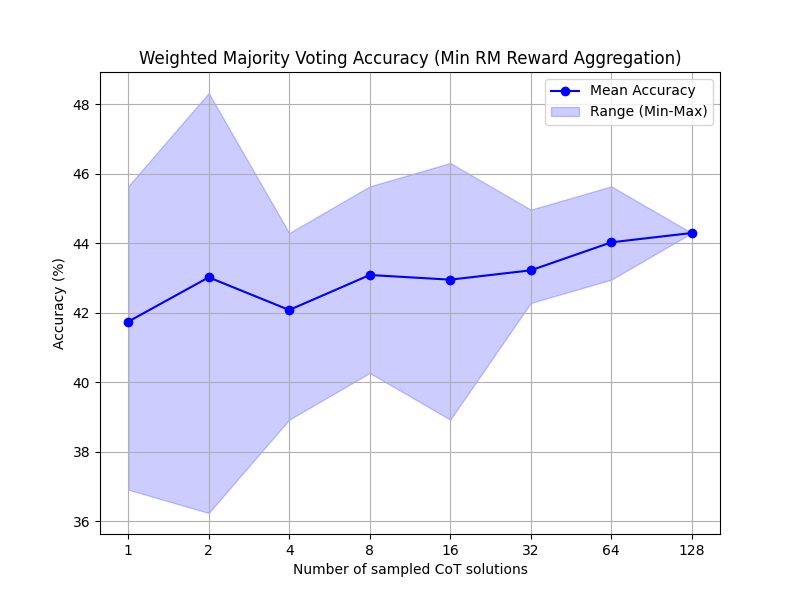 Weighted Majority Voting Accuracy (Min RM Reward Aggregation)
Mean Accuracy
Range (Min-Max)
Accuracy (%)
48
46
44
42
40
38
36
1 2 4 8 16 32 64 128
Number of sampled CoT solutions